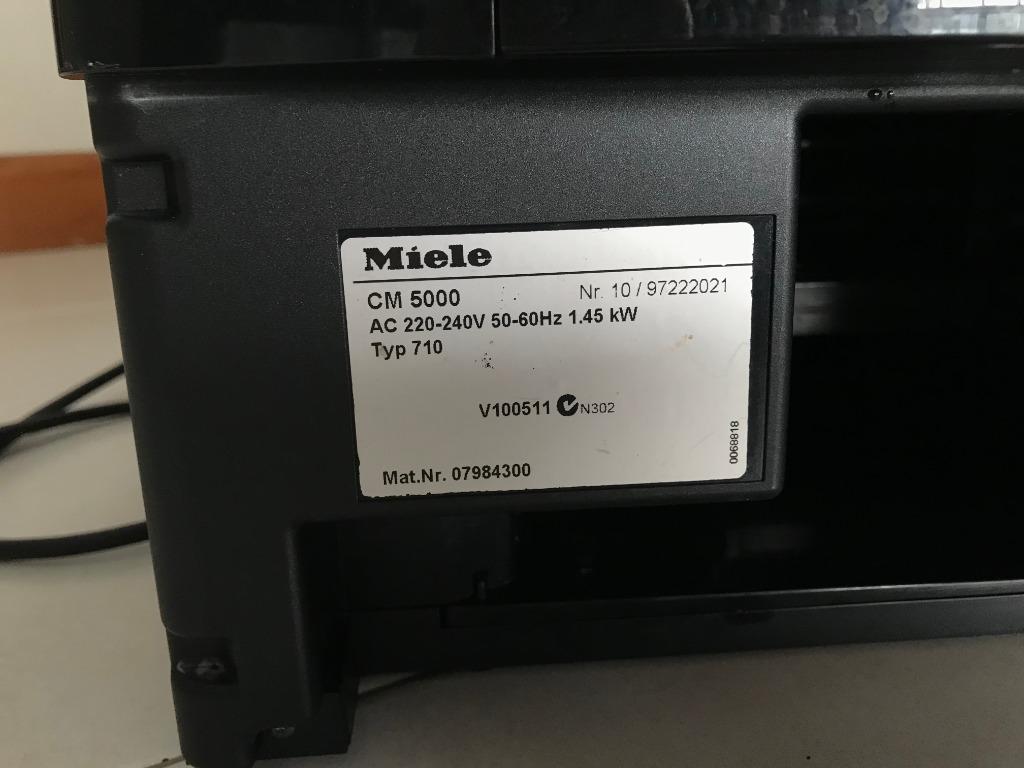 Miele
CM 5000 Nr. 10 / 97222021
AC 220-240V 50-60Hz 1.45 kW
Typ 710
V100511 N302
0068818
Mat.Nr. 07984300